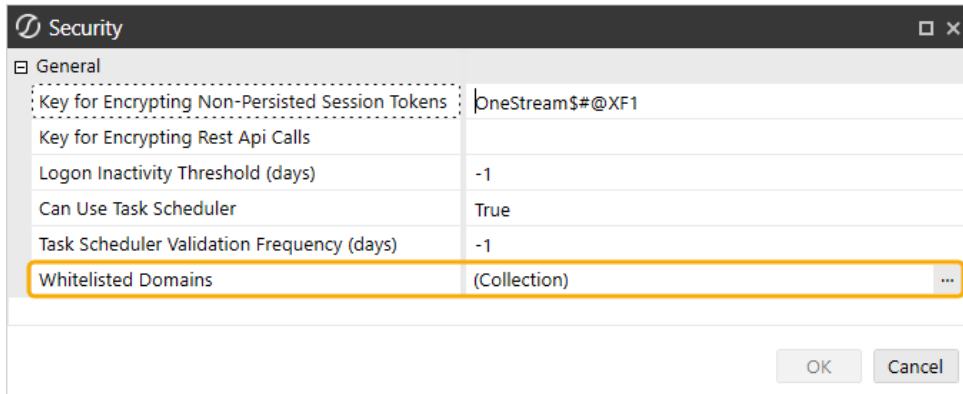 Security
General
Key for Encrypting Non-Persisted Session Tokens OneStream$#@XF1
Key for Encrypting Rest Api Calls
Logon Inactivity Threshold (days) -1
Can Use Task Scheduler True
Task Scheduler Validation Frequency (days) -1
Whitelisted Domains (Collection) ...
OK Cancel